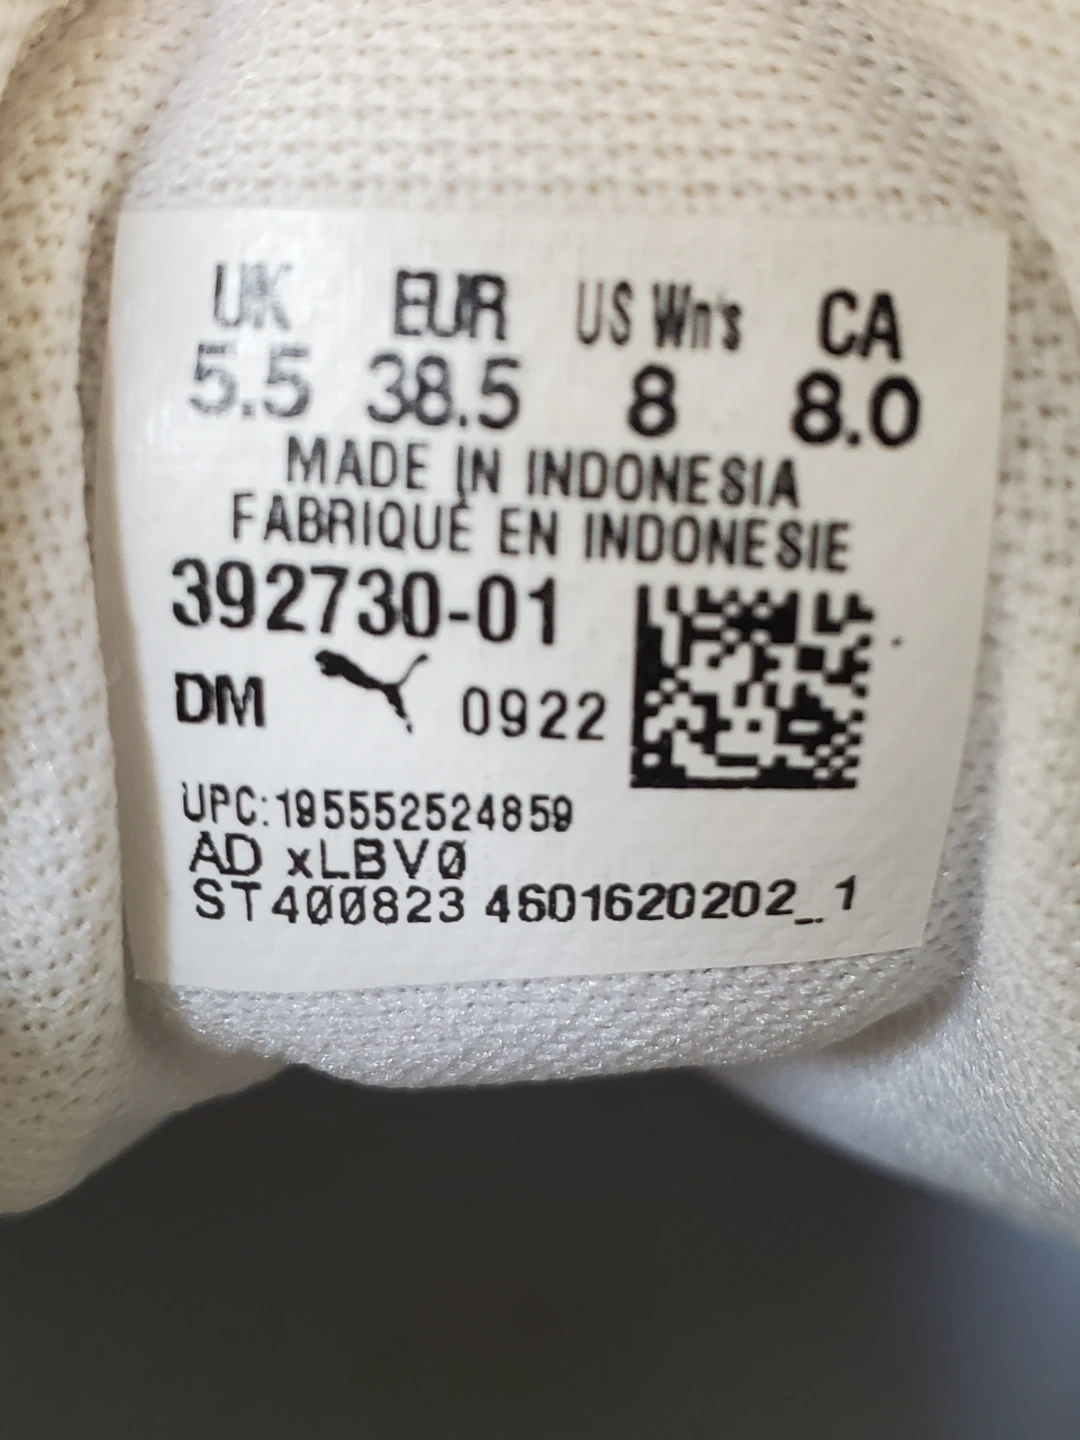 UK EUR US Wn's CA
5.5 38.5 8 8.0
MADE IN INDONESIA
FABRIQUÉ EN INDONESIE
392730-01
DM 0922
UPC:195552524859
AD xLBV0
ST400823 4601620202_1